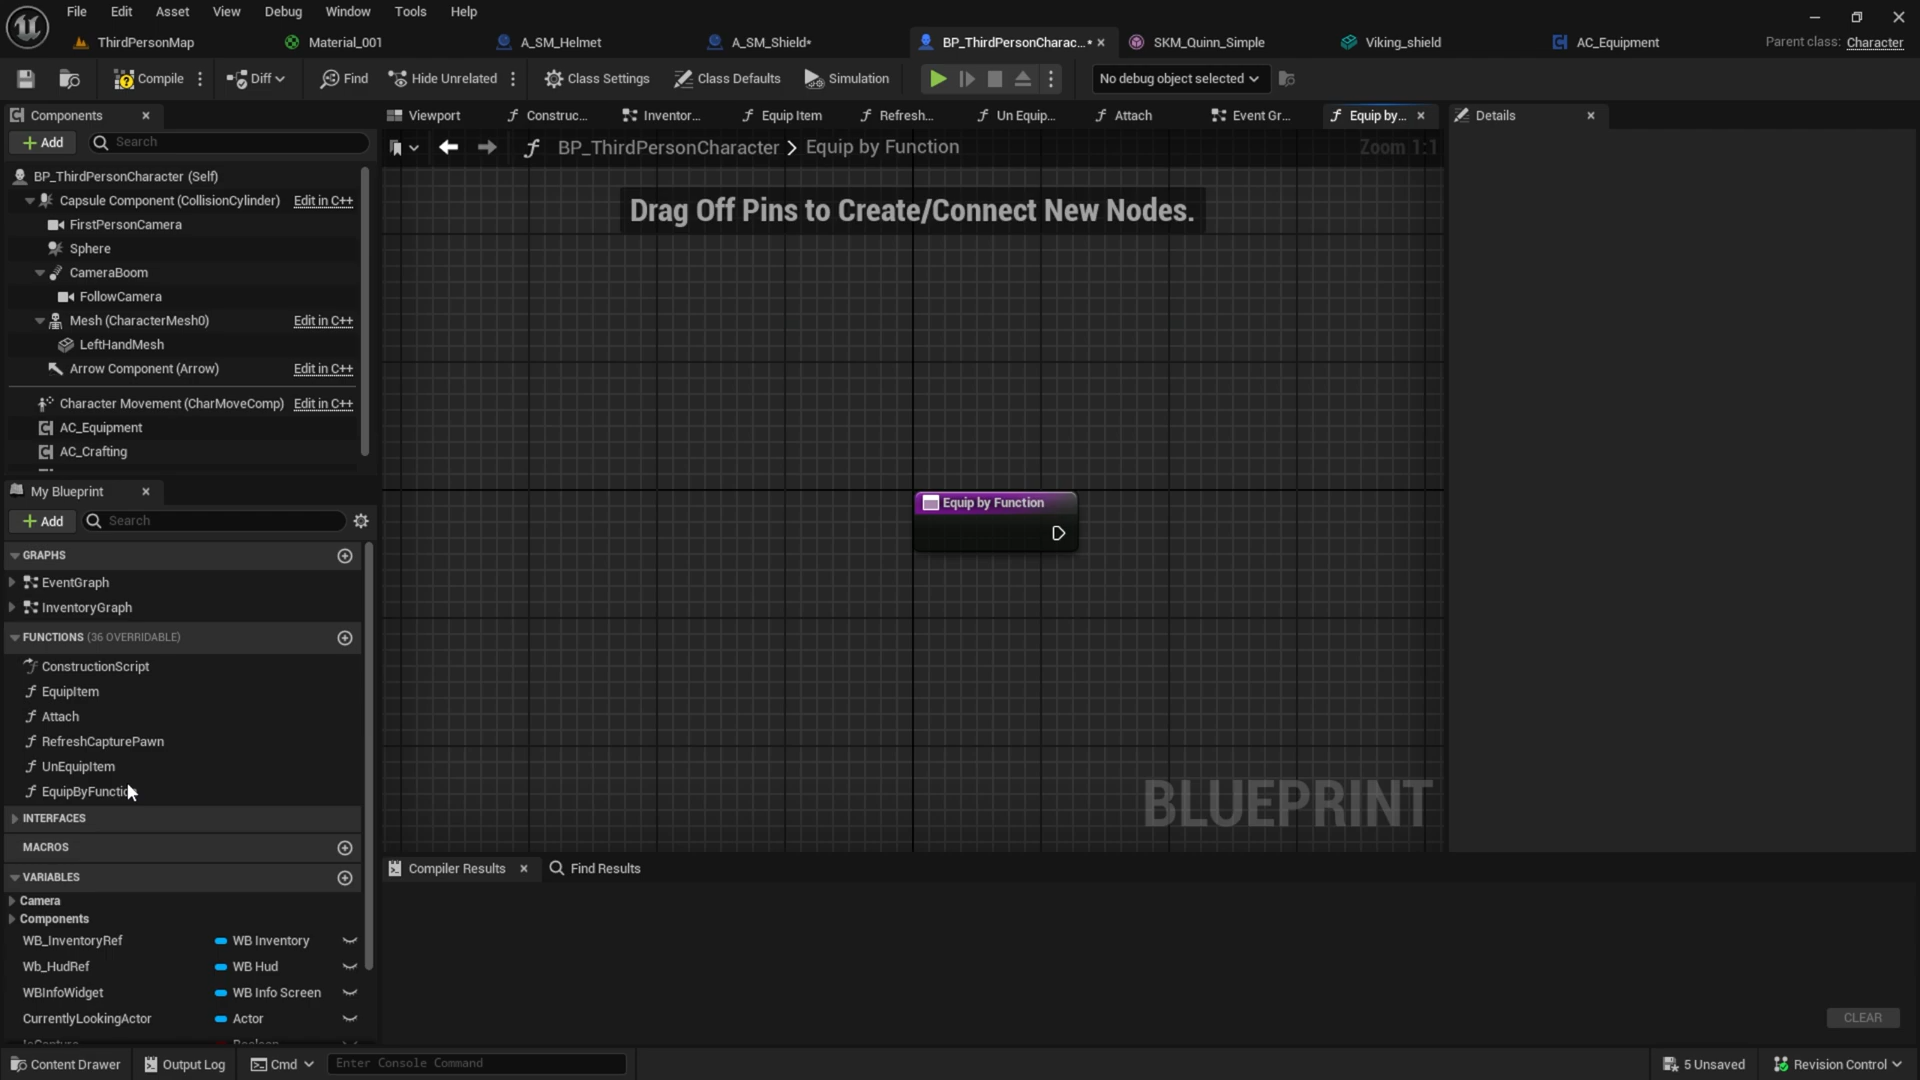 File Edit Asset View Debug Window Tools Help
ThirdPersonMap Material_001 A_SM_Helmet A_SM_Shield* BP_ThirdPersonCharac...* SKM_Quinn_Simple Viking_shield AC_Equipment Parent class: Character
Compile Diff Find Hide Unrelated Class Settings Class Defaults Simulation No debug object selected
Components
Viewport Construc... Inventor... Equip Item Refresh... Un Equip... Attach Event Gr... Equip by... Details
Add Search
BP_ThirdPersonCharacter > Equip by Function Zoom 1:1
BP_ThirdPersonCharacter (Self)
Capsule Component (CollisionCylinder) Edit in C++
FirstPersonCamera
Sphere
CameraBoom
FollowCamera
Mesh (CharacterMesh0) Edit in C++
LeftHandMesh
Arrow Component (Arrow) Edit in C++
Character Movement (CharMoveComp) Edit in C++
AC_Equipment
AC_Crafting
Drag Off Pins to Create/Connect New Nodes.
Equip by Function
BLUEPRINT
My Blueprint
Add Search
GRAPHS
EventGraph
InventoryGraph
FUNCTIONS (36 OVERRIDABLE)
ConstructionScript
EquipItem
Attach
RefreshCapturePawn
UnEquipItem
EquipByFunction
INTERFACES
MACROS
VARIABLES
Camera
Components
WB_InventoryRef WB Inventory
Wb_HudRef WB Hud
WBInfoWidget WB Info Screen
CurrentlyLookingActor Actor
Compiler Results Find Results
CLEAR
Content Drawer Output Log Cmd Enter Console Command 5 Unsaved Revision Control